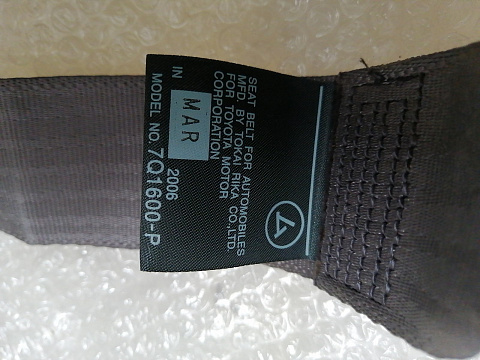 SEAT BELT FOR AUTOMOBILES
MFD. BY TOKAI RIKA CO.,LTD.
FOR TOYOTA MOTOR
CORPORATION
IN MAR 2006
MODEL NO. 7Q1600-P